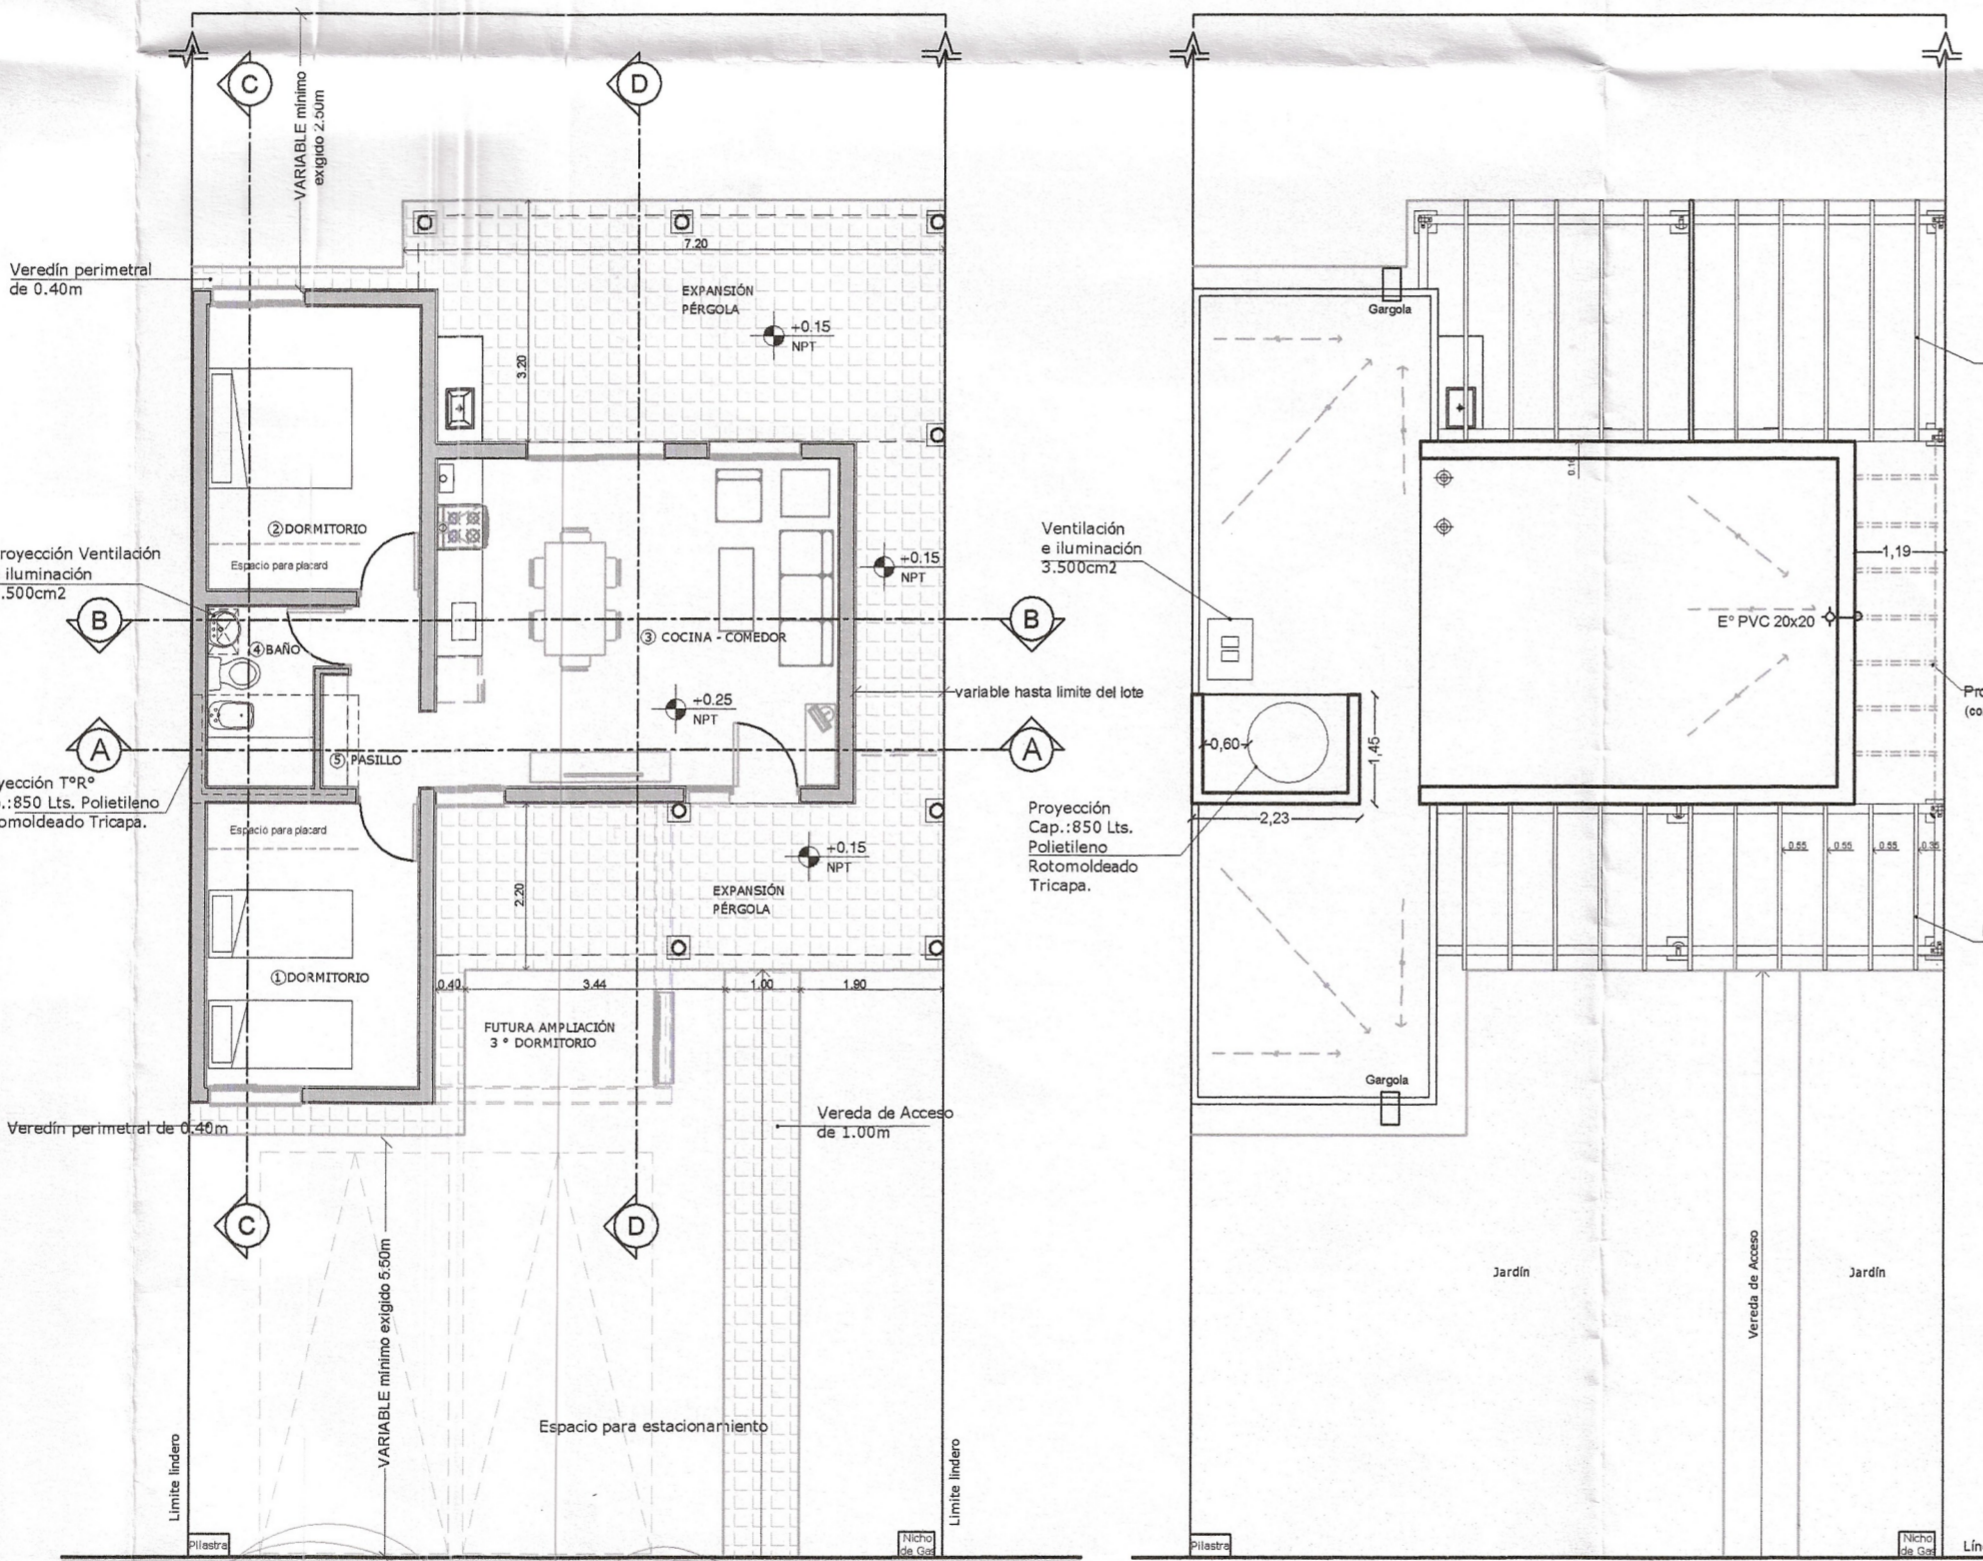 C
D
VARIABLE mínimo
exigido 2.50m
7.20
Veredín perimetral
de 0.40m
EXPANSIÓN
PÉRGOLA
+0.15
NPT
3.20
②DORMITORIO
Espacio para placard
royección Ventilación
iluminación
.500cm2
+0.15
NPT
B
B
④BAÑO
③ COCINA - COMEDOR
+0.25
NPT
variable hasta limite del lote
A
A
⑤ PASILLO
yección T°R°
.:850 Lts. Polietileno
omoldeado Tricapa.
Espacio para placard
+0.15
NPT
2.20
EXPANSIÓN
PÉRGOLA
①DORMITORIO
0.40
3.44
1.00
1.90
FUTURA AMPLIACIÓN
3 ° DORMITORIO
Veredín perimetral de 0.40m
Vereda de Acceso
de 1.00m
C
D
VARIABLE mínimo exigido 5.50m
Espacio para estacionamiento
Limite lindero
Limite lindero
Pilastra
Nicho
de Gas
Gargola
Ventilación
e iluminación
3.500cm2
1,19
E° PVC 20x20
0,60
1,45
2,23
Proyección
Cap.:850 Lts.
Polietileno
Rotomoldeado
Tricapa.
0.55
0.55
0.55
0.35
Pro
(co
Gargola
Jardín
Vereda de Acceso
Jardín
Pilastra
Nicho
de Gas
Lín